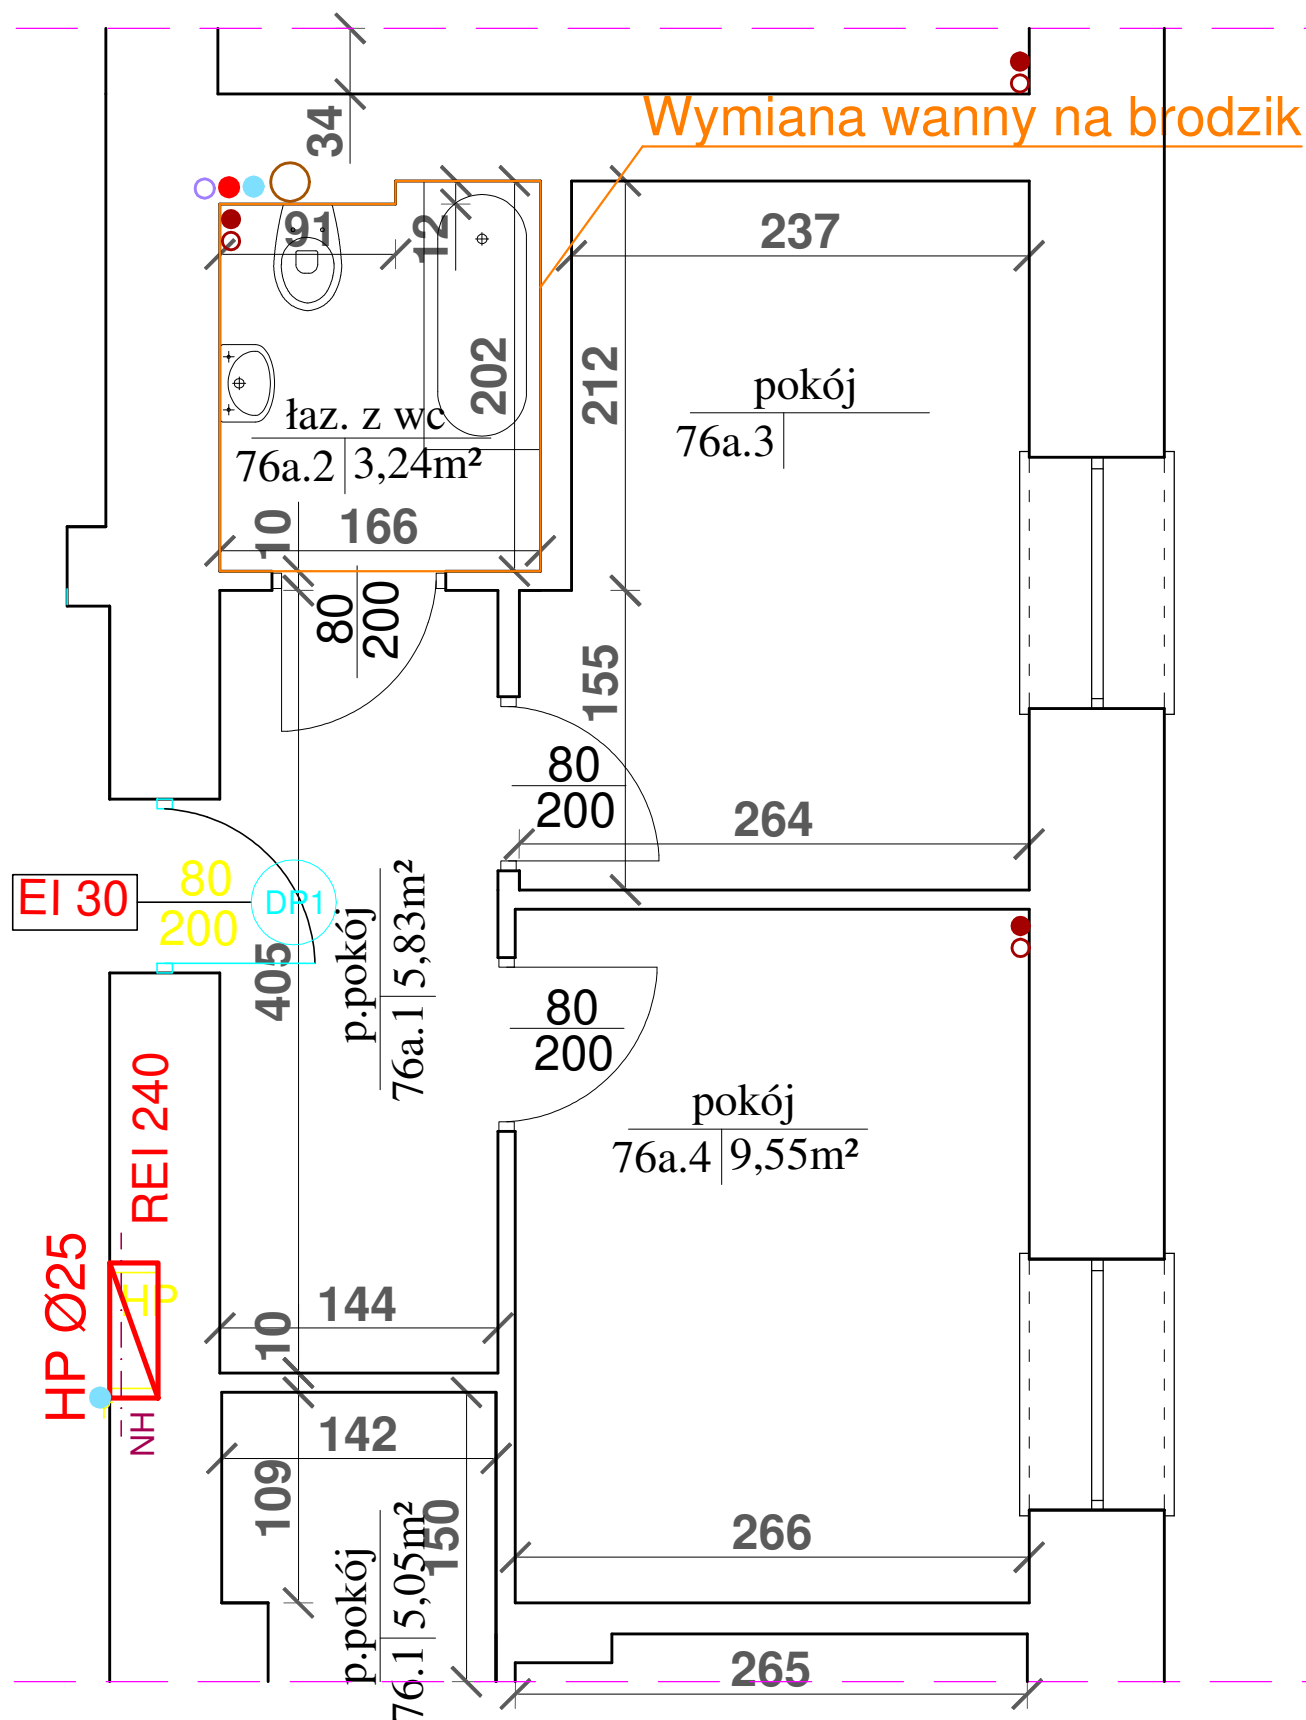 Wymiana wanny na brodzik
34
91
12
237
202
212
pokój
76a.3
łaz. z wc
76a.2 3,24m²
10
166
80
200
155
80
200
264
EI 30
80
200
DP1
405
p.pokój
76a.1 5,83m²
80
200
pokój
76a.4 9,55m²
REI 240
HP Ø25
HP
NH
144
10
142
109
150
p.pokój
76.1 5,05m²
266
265